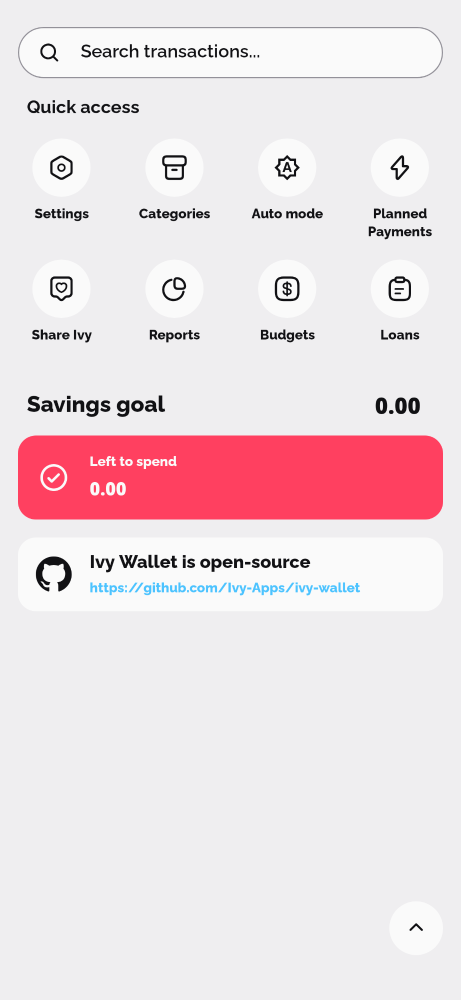 Search transactions...
Quick access
Settings
Categories
Auto mode
Planned
Payments
Share Ivy
Reports
Budgets
Loans
Savings goal
0.00
Left to spend
0.00
Ivy Wallet is open-source
https://github.com/Ivy-Apps/ivy-wallet